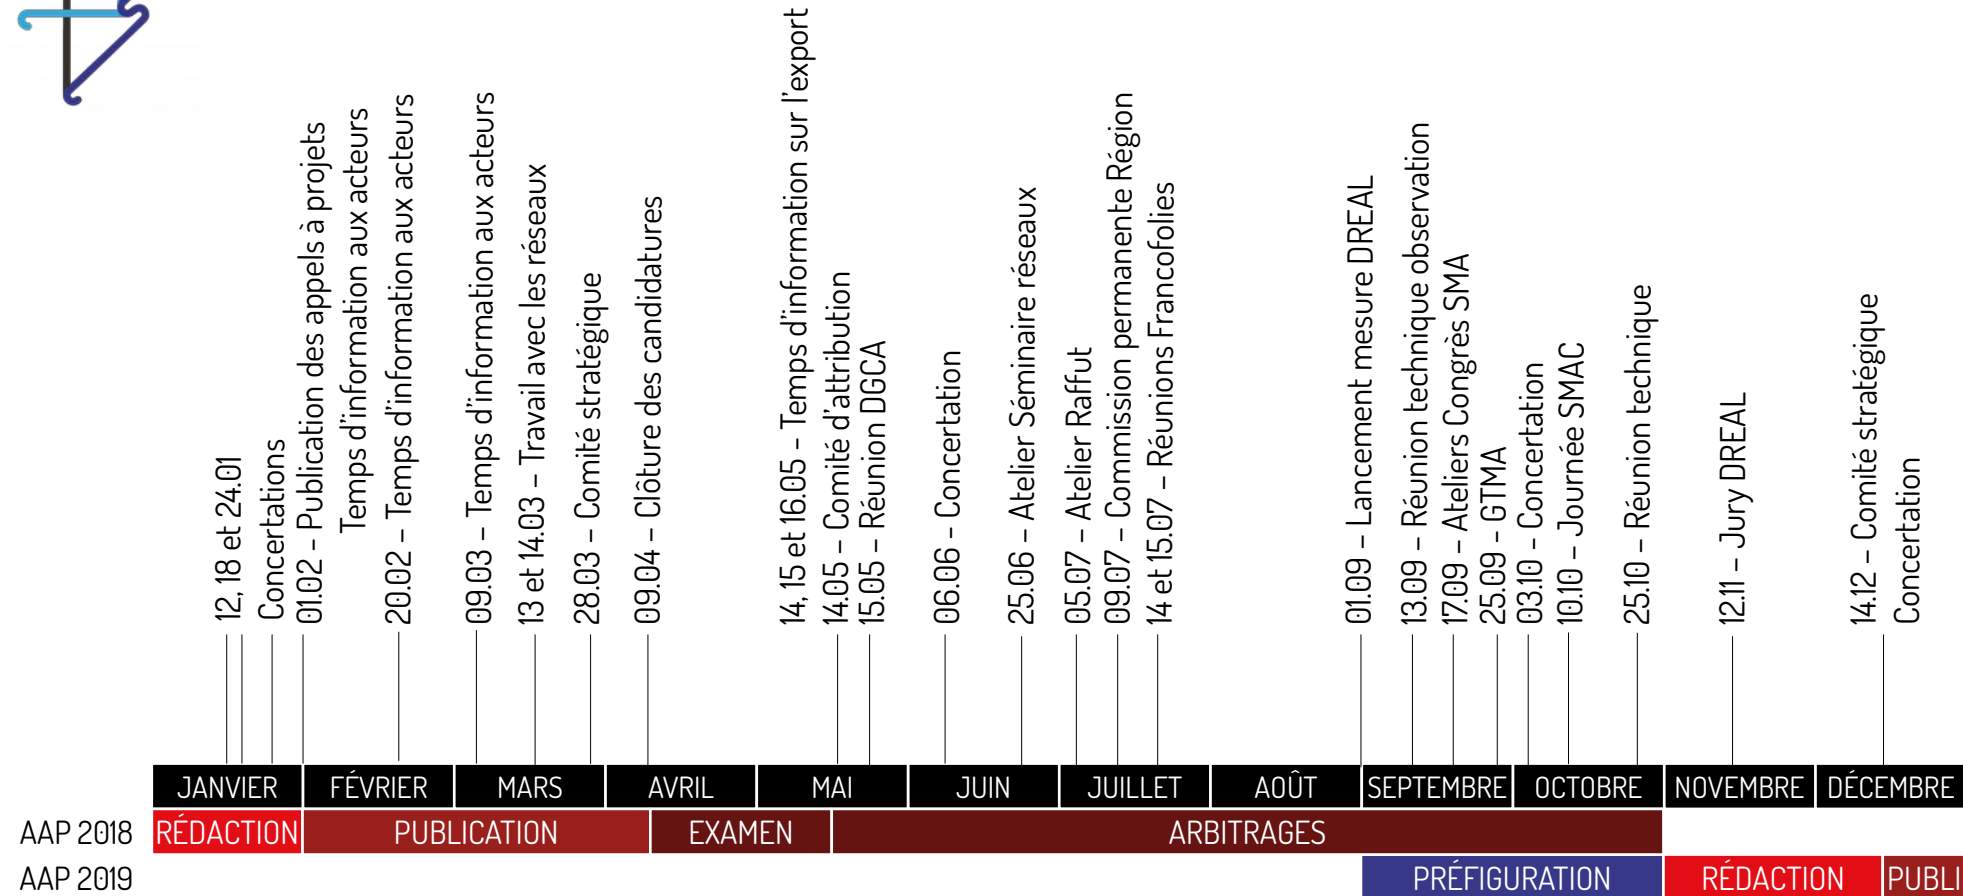 12, 18 et 24.01
Concertations
01.02 – Publication des appels à projets
Temps d'information aux acteurs
20.02 – Temps d'information aux acteurs
09.03 – Temps d'information aux acteurs
13 et 14.03 – Travail avec les réseaux
28.03 – Comité stratégique
09.04 – Clôture des candidatures
14, 15 et 16.05 – Temps d'information sur l'export
14.05 – Comité d'attribution
15.05 – Réunion DGCA
06.06 – Concertation
25.06 – Atelier Séminaire réseaux
05.07 – Atelier Raffut
09.07 – Commission permanente Région
14 et 15.07 – Réunions Francofolies
01.09 – Lancement mesure DREAL
13.09 – Réunion technique observation
17.09 – Ateliers Congrès SMA
25.09 – GTMA
03.10 – Concertation
10.10 – Journée SMAC
25.10 – Réunion technique
12.11 – Jury DREAL
14.12 – Comité stratégique
Concertation
JANVIER FÉVRIER MARS AVRIL MAI JUIN JUILLET AOÛT SEPTEMBRE OCTOBRE NOVEMBRE DÉCEMBRE
AAP 2018 RÉDACTION PUBLICATION EXAMEN ARBITRAGES
AAP 2019 PRÉFIGURATION RÉDACTION PUBLI